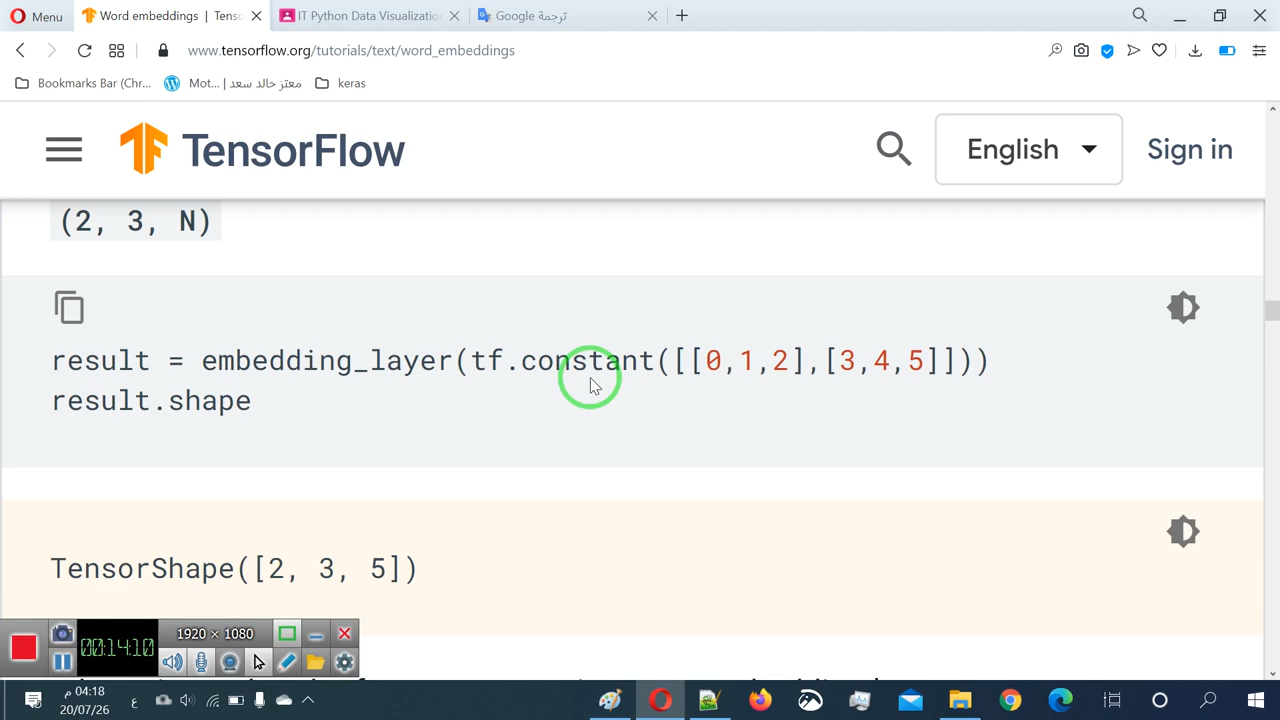 Menu
Word embeddings | Tenso
IT Python Data Visualization
ترجمة Google
www.tensorflow.org/tutorials/text/word_embeddings
Bookmarks Bar (Chr...
Mot... | معتز خالد سعد
keras
TensorFlow
English
Sign in
(2, 3, N)
result = embedding_layer(tf.constant([[0,1,2],[3,4,5]]))
result.shape
TensorShape([2, 3, 5])
1920 × 1080
00:14:10
04:18 م
ع
20/07/26